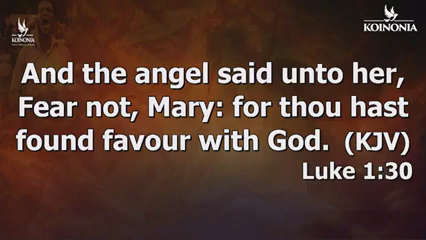 KOINONIA
KOINONIA
And the angel said unto her,
Fear not, Mary: for thou hast
found favour with God. (KJV)
Luke 1:30